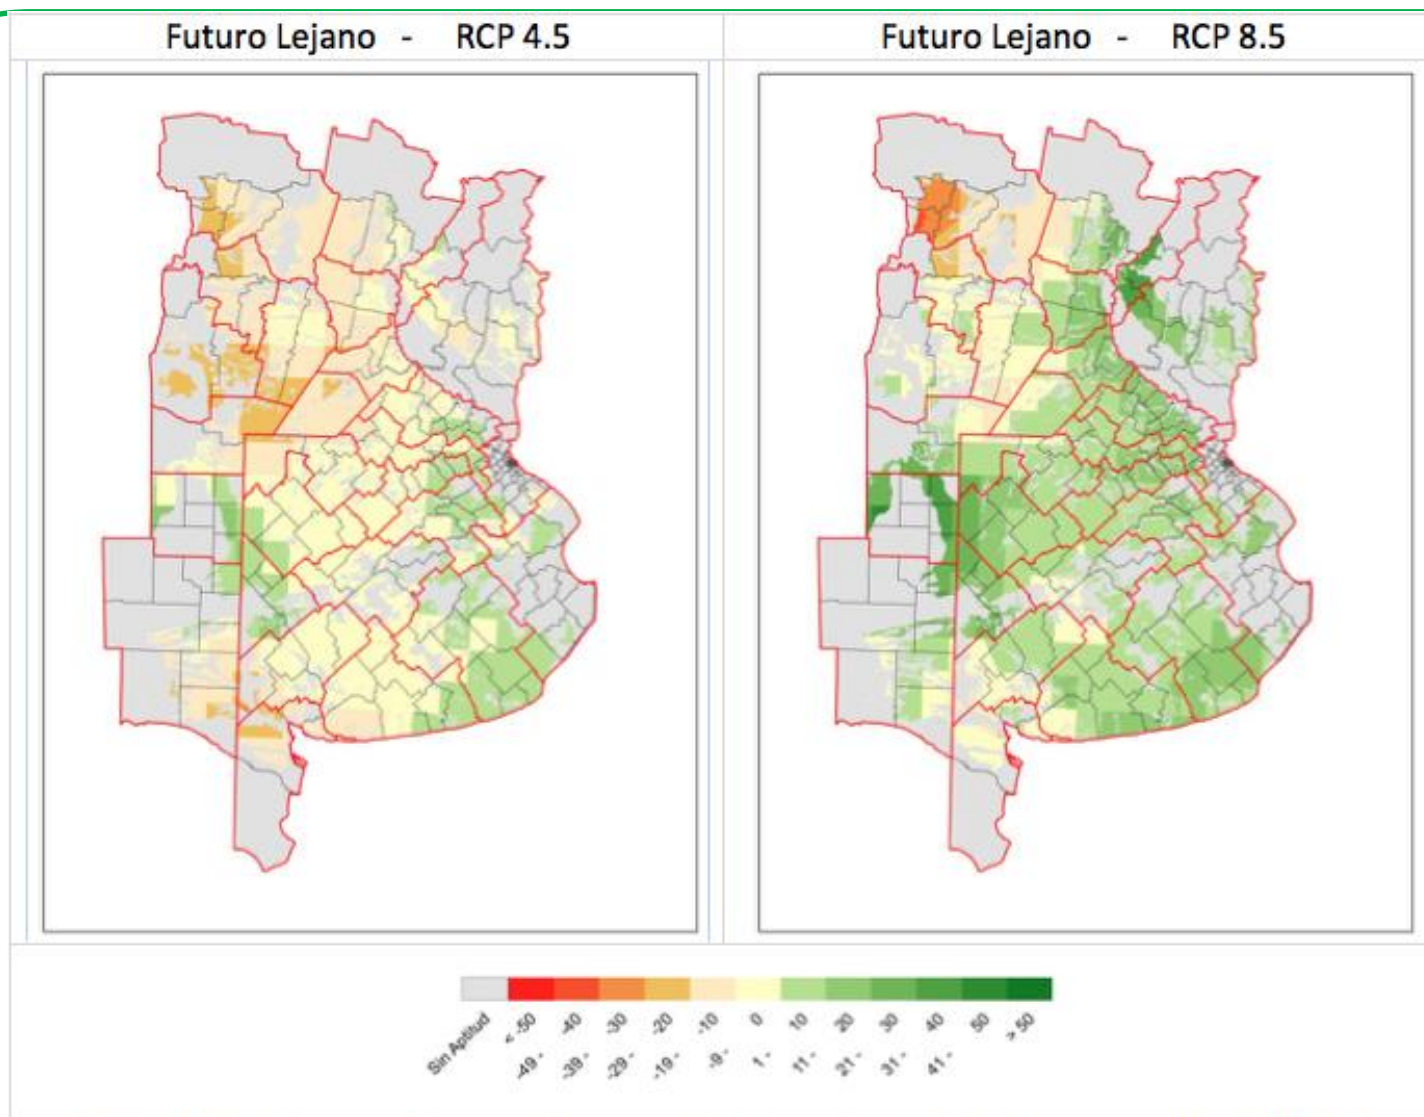 Futuro Lejano - RCP 4.5
Futuro Lejano - RCP 8.5
Sin Aptitud
< -50
-49 - -40
-39 - -30
-29 - -20
-19 - -10
-9 - 0
1 - 10
11 - 20
21 - 30
31 - 40
41 - 50
> 50